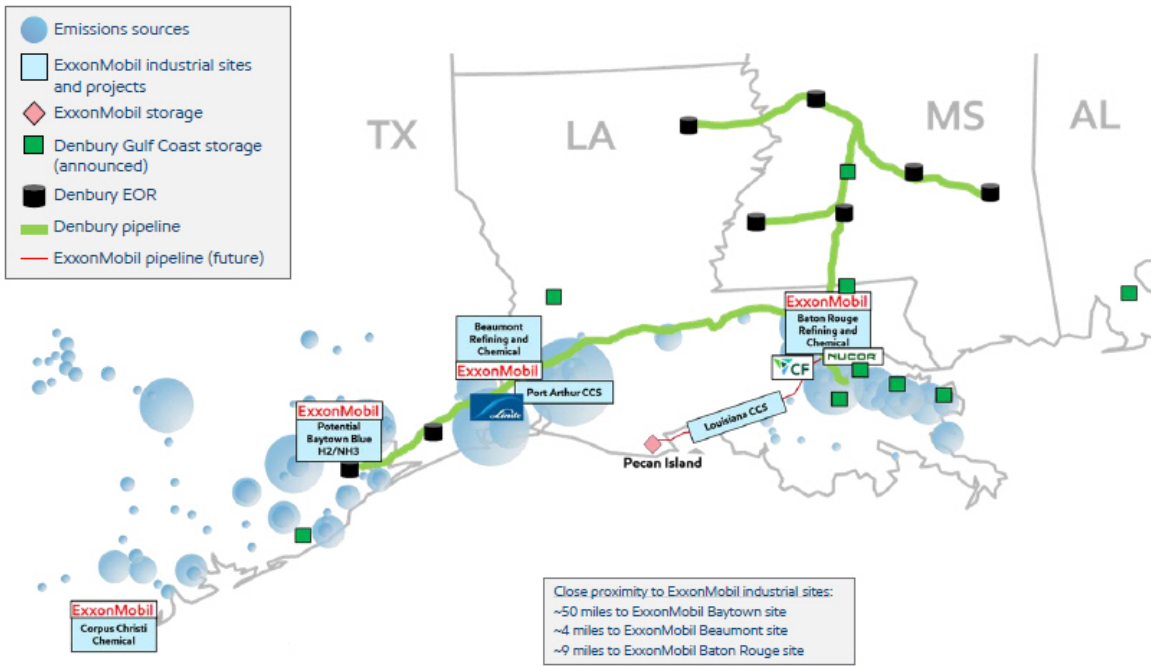 Emissions sources
ExxonMobil industrial sites
and projects
ExxonMobil storage
Denbury Gulf Coast storage
(announced)
Denbury EOR
Denbury pipeline
ExxonMobil pipeline (future)
TX
LA
MS
AL
Beaumont
Refining and
Chemical
ExxonMobil
Port Arthur CCS
Linde
ExxonMobil
Baton Rouge
Refining and
Chemical
CF
NUCOR
Louisiana CCS
Pecan Island
ExxonMobil
Potential
Baytown Blue
H2/NH3
ExxonMobil
Corpus Christi
Chemical
Close proximity to ExxonMobil industrial sites:
~50 miles to ExxonMobil Baytown site
~4 miles to ExxonMobil Beaumont site
~9 miles to ExxonMobil Baton Rouge site